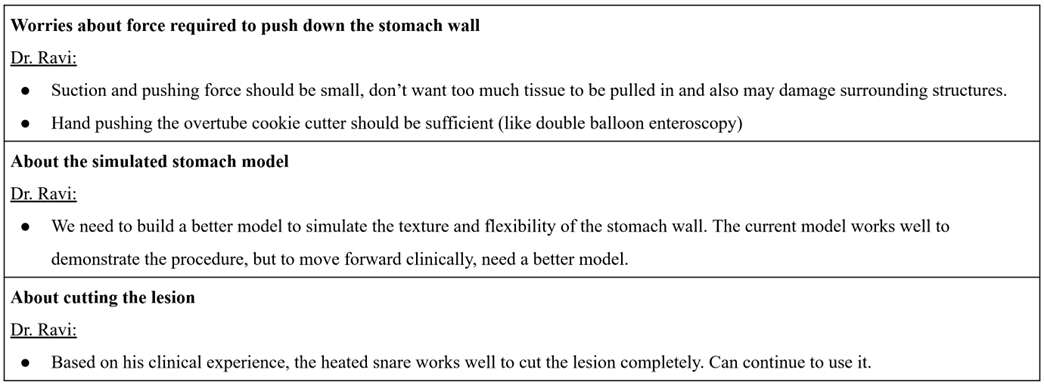 Worries about force required to push down the stomach wall
Dr. Ravi:
● Suction and pushing force should be small, don’t want too much tissue to be pulled in and also may damage surrounding structures.
● Hand pushing the overtube cookie cutter should be sufficient (like double balloon enteroscopy)
About the simulated stomach model
Dr. Ravi:
● We need to build a better model to simulate the texture and flexibility of the stomach wall. The current model works well to
demonstrate the procedure, but to move forward clinically, need a better model.
About cutting the lesion
Dr. Ravi:
● Based on his clinical experience, the heated snare works well to cut the lesion completely. Can continue to use it.